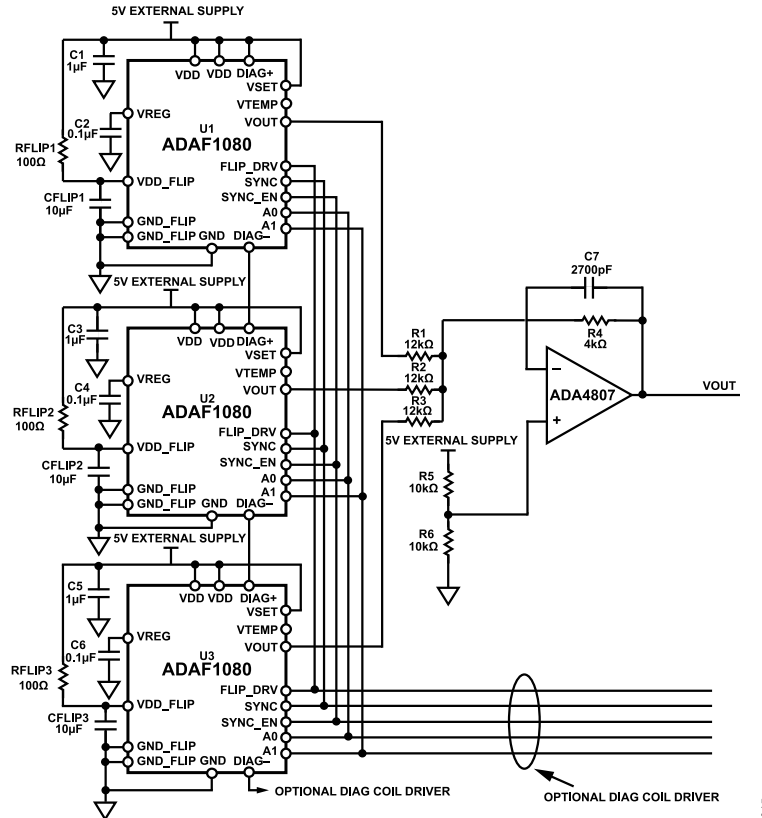 5V EXTERNAL SUPPLY
C1
1µF
VDD
VDD
DIAG+
VSET
VTEMP
VREG
VOUT
C2
0.1µF
U1
ADAF1080
RFLIP1
100Ω
FLIP_DRV
VDD_FLIP
SYNC
CFLIP1
10µF
SYNC_EN
A0
GND_FLIP
A1
GND_FLIP
GND
DIAG–
5V EXTERNAL SUPPLY
C3
1µF
VDD
VDD
DIAG+
VSET
VTEMP
VREG
VOUT
C4
0.1µF
U2
ADAF1080
RFLIP2
100Ω
FLIP_DRV
VDD_FLIP
SYNC
CFLIP2
10µF
SYNC_EN
A0
GND_FLIP
A1
GND_FLIP
GND
DIAG–
5V EXTERNAL SUPPLY
C5
1µF
VDD
VDD
DIAG+
VSET
VTEMP
VREG
VOUT
C6
0.1µF
U3
ADAF1080
RFLIP3
100Ω
FLIP_DRV
VDD_FLIP
SYNC
CFLIP3
10µF
SYNC_EN
A0
GND_FLIP
A1
GND_FLIP
GND
DIAG–
OPTIONAL DIAG COIL DRIVER
C7
2700pF
R1
12kΩ
R2
12kΩ
R3
12kΩ
R4
4kΩ
–
ADA4807
+
VOUT
5V EXTERNAL SUPPLY
R5
10kΩ
R6
10kΩ
OPTIONAL DIAG COIL DRIVER